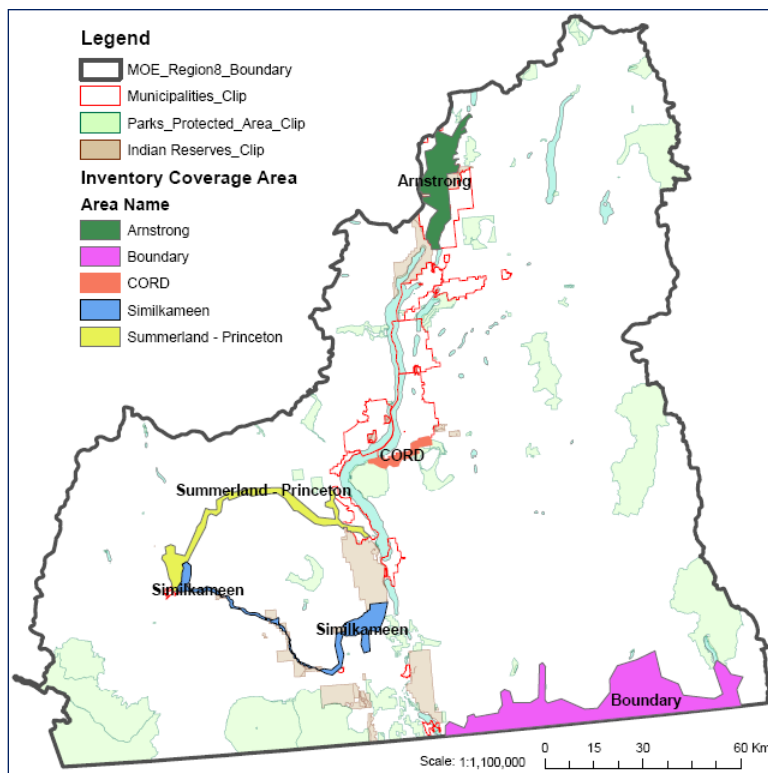 Legend
MOE_Region8_Boundary
Municipalities_Clip
Parks_Protected_Area_Clip
Indian Reserves_Clip
Inventory Coverage Area
Area Name
Arnstrong
Boundary
CORD
Similkameen
Summerland - Princeton
Arnstrong
CORD
Summerland - Princeton
Similkameen
Similkameen
Boundary
Scale: 1:1,100,000
0 15 30 60 Km